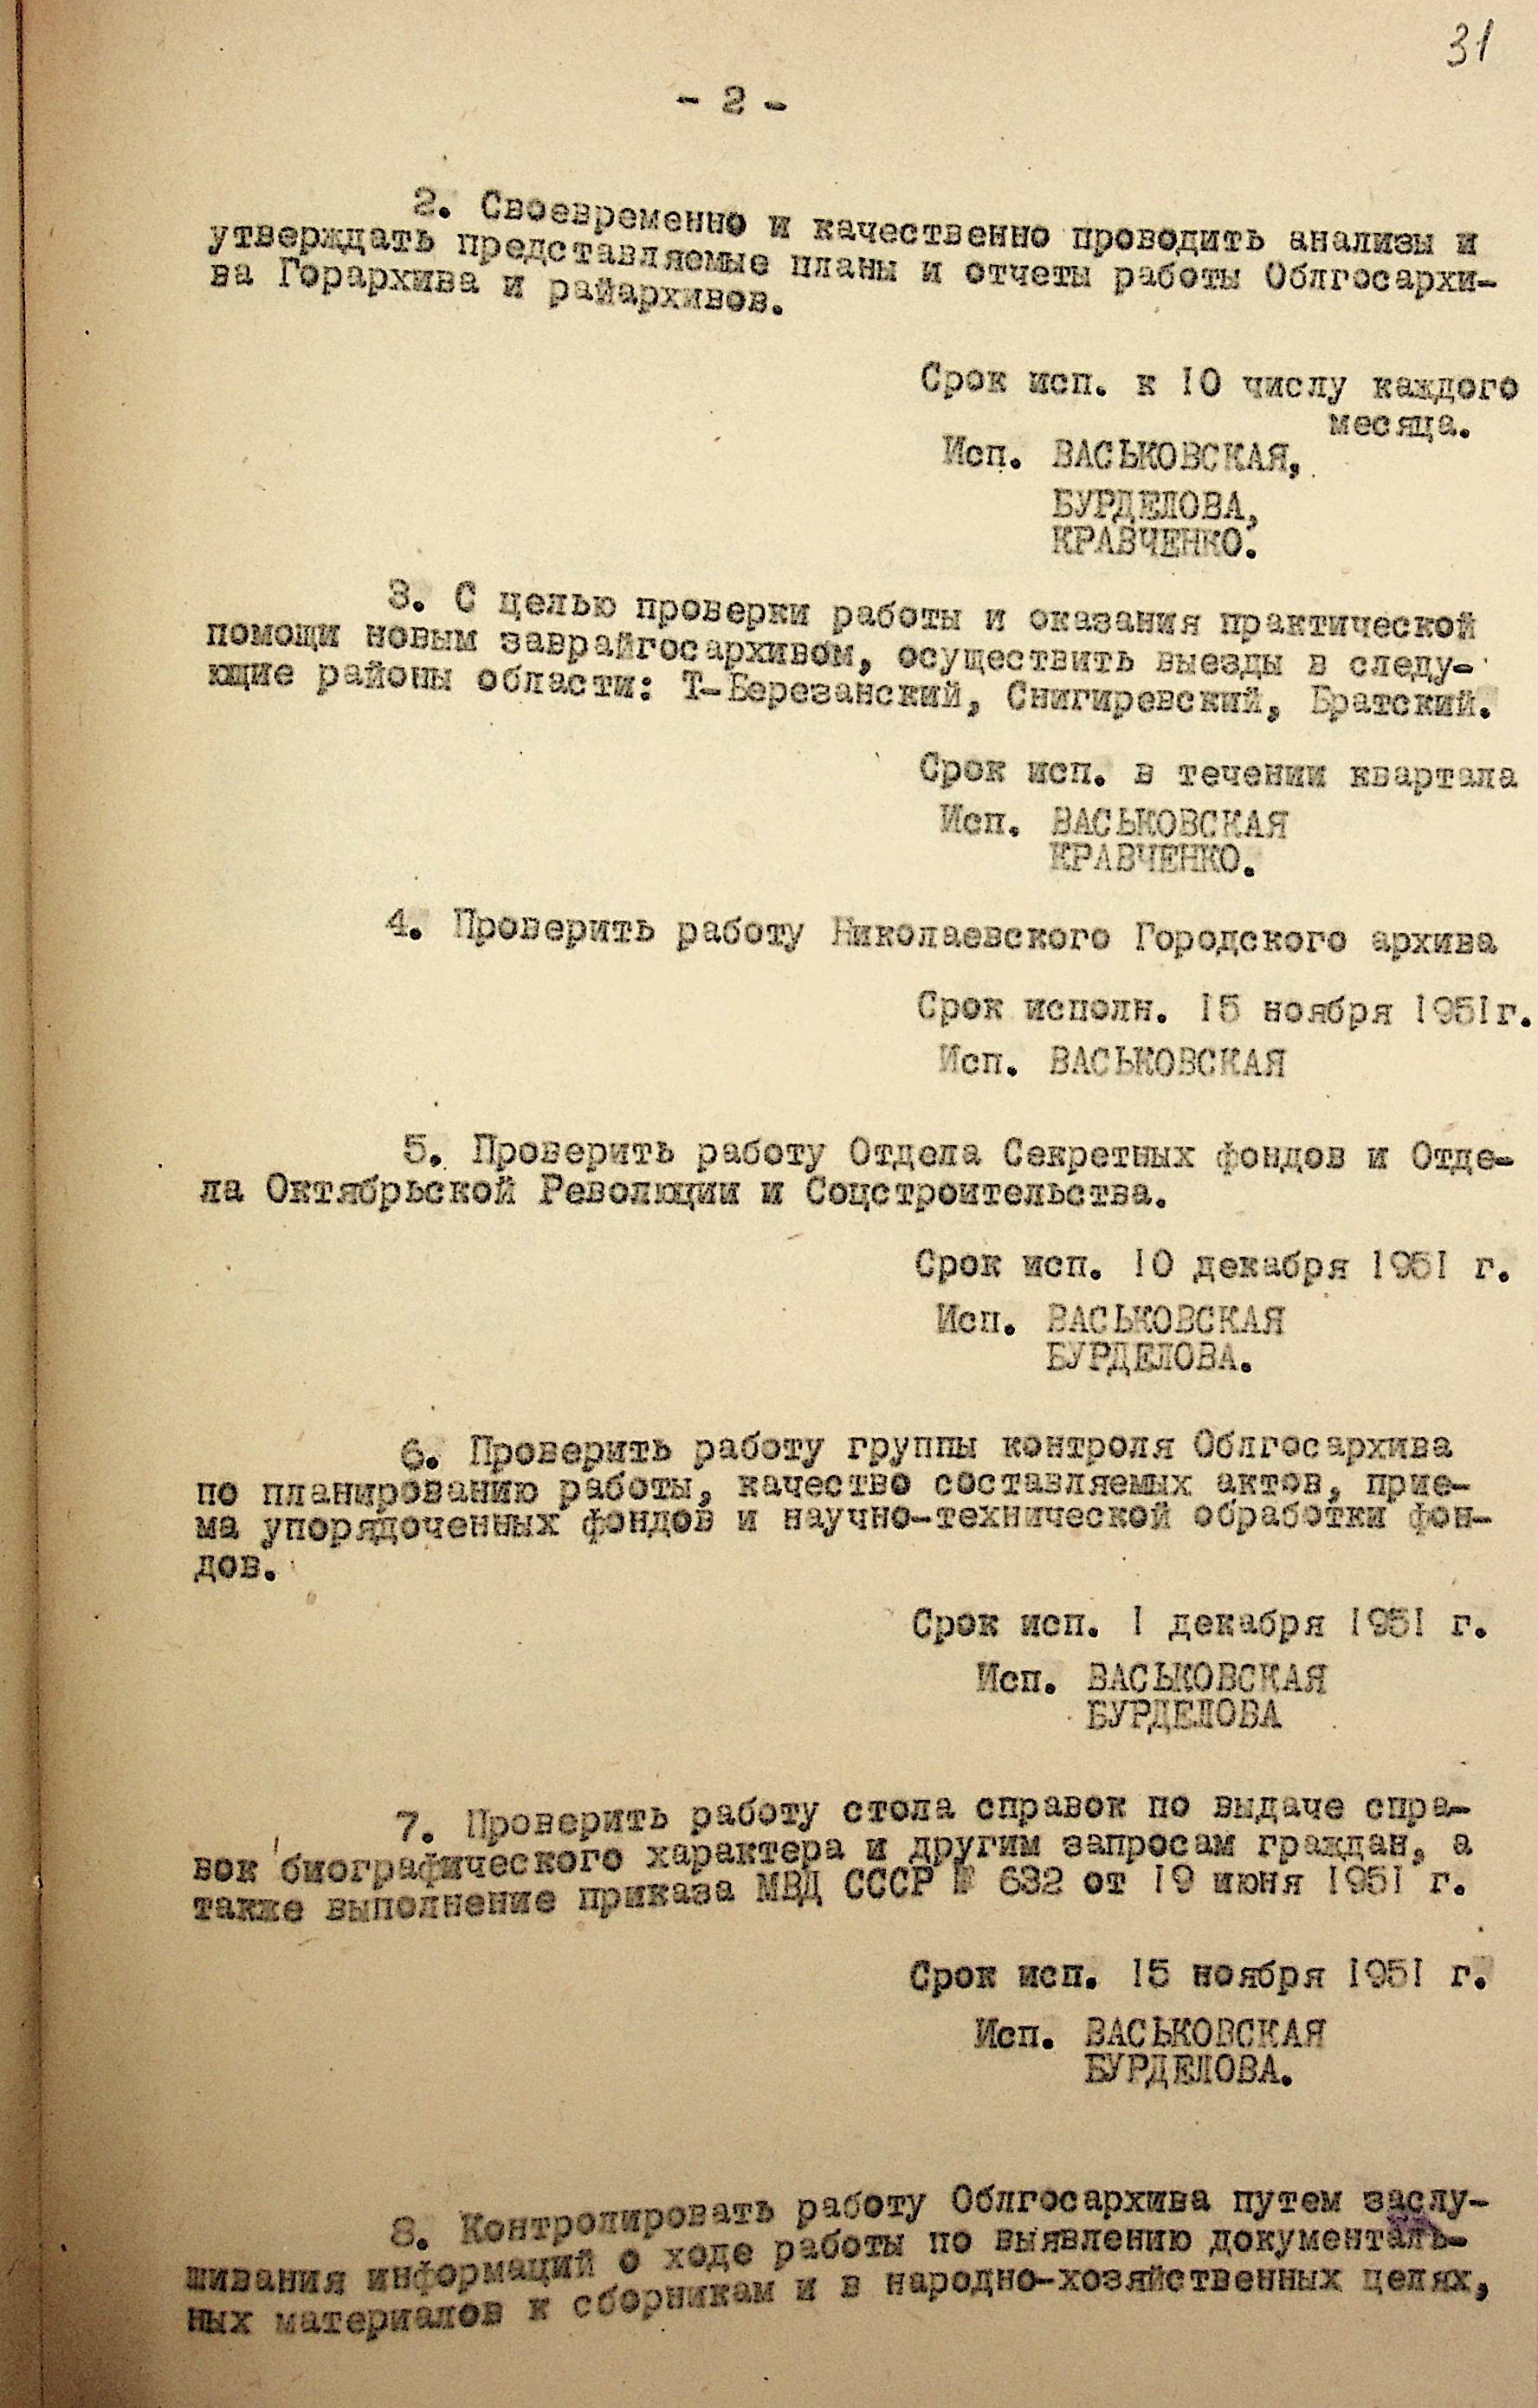 31
- 2 -
2. Своевременно и качественно проводить анализы и
утверждать представляемые планы и отчеты работы Облгосархи-
ва Горархива и райархивов.
Срок исп. к 10 числу каждого
месяца.
Исп. ВАСЬКОВСКАЯ,
БУРДЕЛОВА,
КРАВЧЕНКО.
3. С целью проверки работы и оказания практической
помощи новым заврайгосархивом, осуществить выезды в следу-
ющие районы области: Т-Березанский, Снигиревский, Братский.
Срок исп. в течении квартала
Исп. ВАСЬКОВСКАЯ
КРАВЧЕНКО.
4. Проверить работу Николаевского Городского архива
Срок исполн. 15 ноября 1951г.
Исп. ВАСЬКОВСКАЯ
5. Проверить работу Отдела Секретных фондов и Отде-
ла Октябрьской Революции и Соцстроительства.
Срок исп. 10 декабря 1951 г.
Исп. ВАСЬКОВСКАЯ
БУРДЕЛОВА.
6. Проверить работу группы контроля Облгосархива
по планированию работы, качество составляемых актов, прие-
ма упорядоченных фондов и научно-технической обработки фон-
дов.
Срок исп. 1 декабря 1951 г.
Исп. ВАСЬКОВСКАЯ
БУРДЕЛОВА
7. Проверить работу стола справок по выдаче спра-
вок биографического характера и другим запросам граждан, а
также выполнение приказа МВД СССР № 632 от 19 июня 1951 г.
Срок исп. 15 ноября 1951 г.
Исп. ВАСЬКОВСКАЯ
БУРДЕЛОВА.
8. Контролировать работу Облгосархива путем заслу-
шивания информаций о ходе работы по выявлению документаль-
ных материалов к сборникам и в народно-хозяйственных целях,